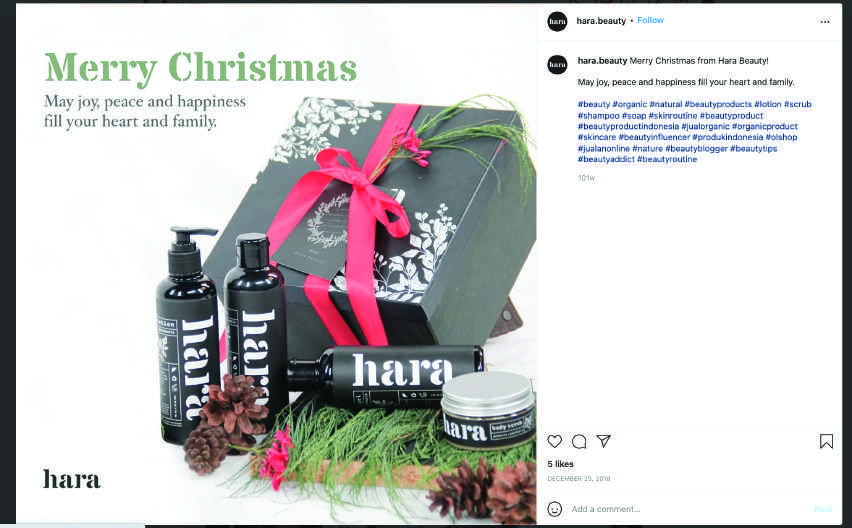 Merry Christmas
May joy, peace and happiness
fill your heart and family.
hara
hara
hara
hara
body scrub
hara
hara
hara.beauty • Follow
hara
hara.beauty Merry Christmas from Hara Beauty!
May joy, peace and happiness fill your heart and family.
#beauty #organic #natural #beautyproducts #lotion #scrub
#shampoo #soap #skinroutine #beautyproduct
#beautyproductindonesia #jualorganic #organicproduct
#skincare #beautyinfluencer #produkindonesia #olshop
#jualanonline #nature #beautyblogger #beautytips
#beautyaddict #beautyroutine
101w
5 likes
DECEMBER 25, 2018
Add a comment...
Post